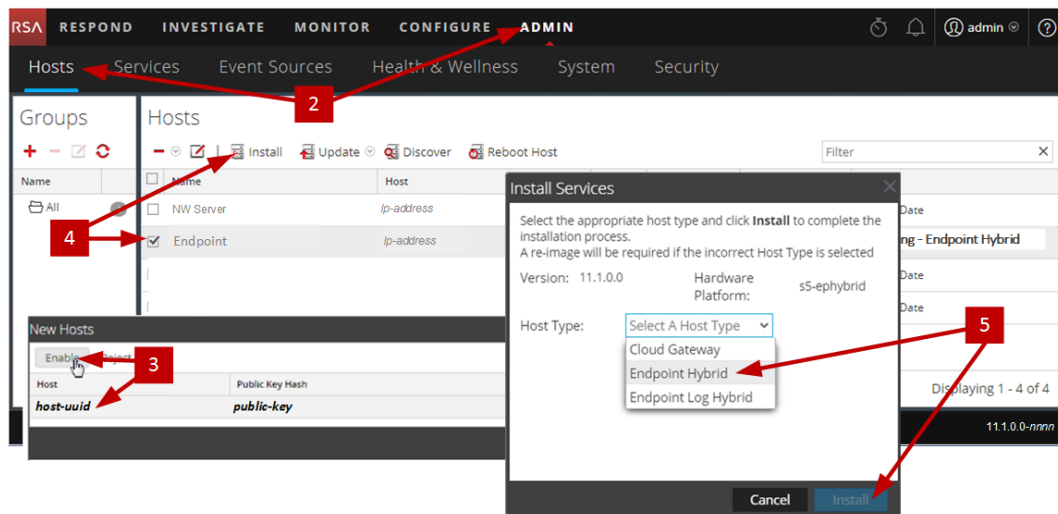 RSA RESPOND INVESTIGATE MONITOR CONFIGURE ADMIN admin ?
Hosts Services Event Sources Health & Wellness System Security
2
Groups
Hosts
Install Update Discover Reboot Host
Filter X
Name
Name Host
All
NW Server Ip-address
Date
4
Endpoint Ip-address
ng - Endpoint Hybrid
Date
Date
Install Services
Select the appropriate host type and click Install to complete the
installation process.
A re-image will be required if the incorrect Host Type is selected
Version: 11.1.0.0 Hardware
Platform: s5-ephybrid
Host Type: Select A Host Type
Cloud Gateway
Endpoint Hybrid
Endpoint Log Hybrid
5
New Hosts
Enable Reject
3
Host Public Key Hash
host-uuid public-key
Displaying 1 - 4 of 4
11.1.0.0-nnnn
Cancel Install